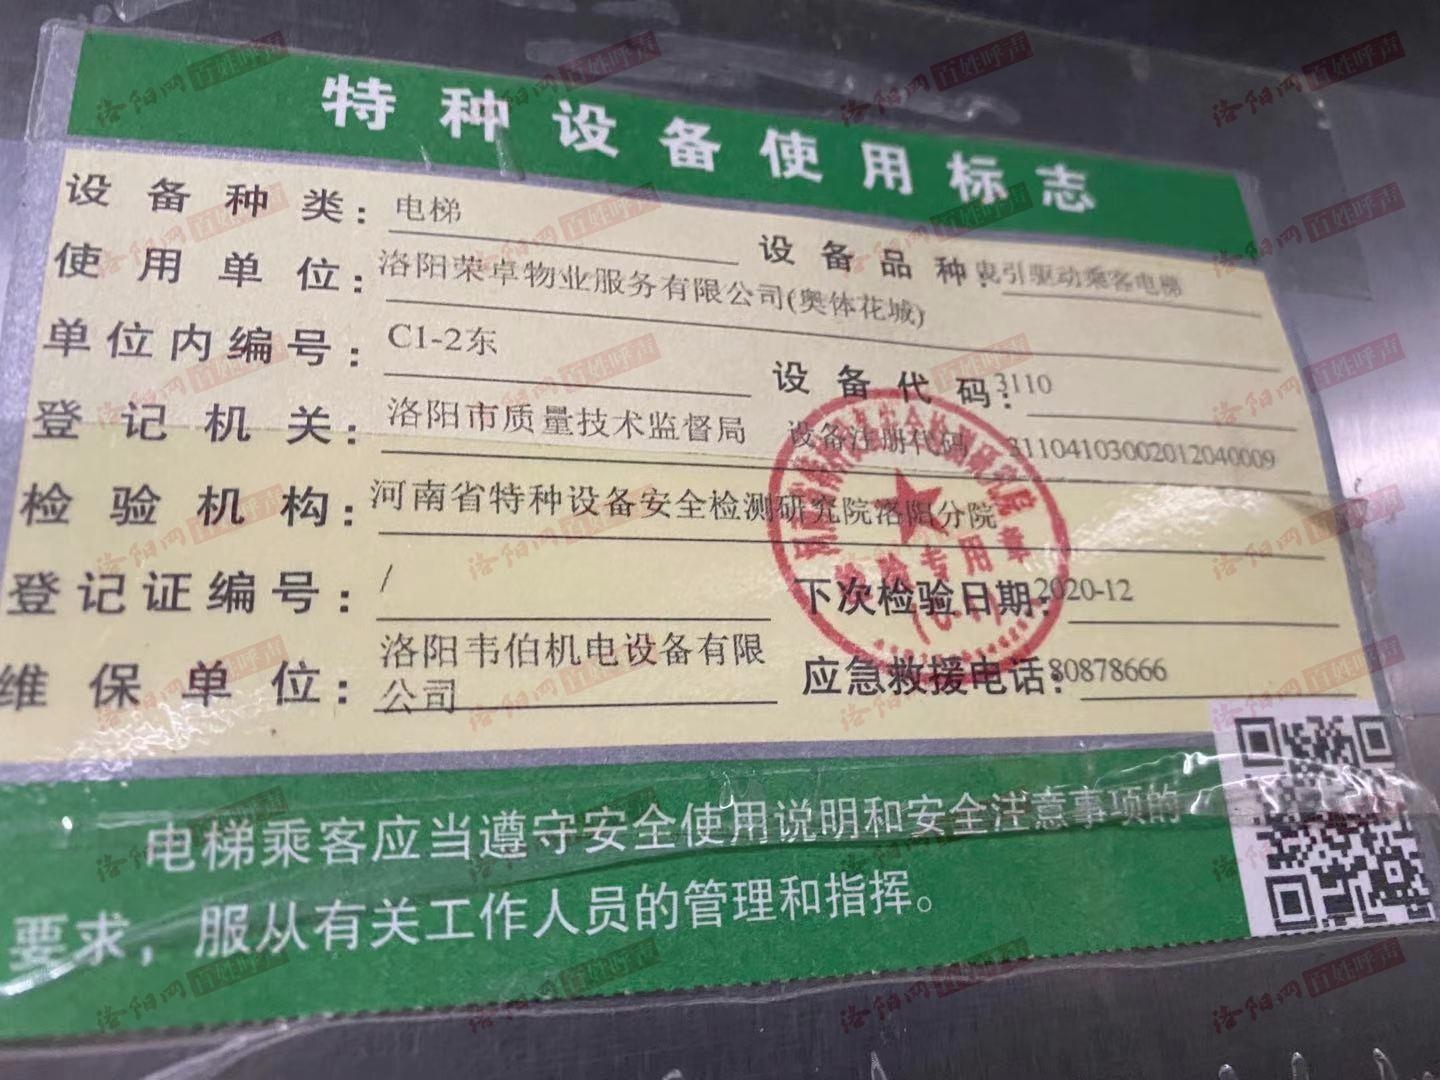 特种设备使用标志
设备种类：电梯
设备品种：曳引驱动乘客电梯
使用单位：洛阳荣卓物业服务有限公司(奥体花城)
单位内编号：C1-2东
设备代码：3110
登记机关：洛阳市质量技术监督局
设备注册代码 31104103002012040009
检验机构：河南省特种设备安全检测研究院洛阳分院
登记证编号：/
下次检验日期：2020-12
维保单位：洛阳韦伯机电设备有限
公司
应急救援电话：80878666
检验专用章
电梯乘客应当遵守安全使用说明和安全注意事项的
要求，服从有关工作人员的管理和指挥。
洛阳网 百姓呼声